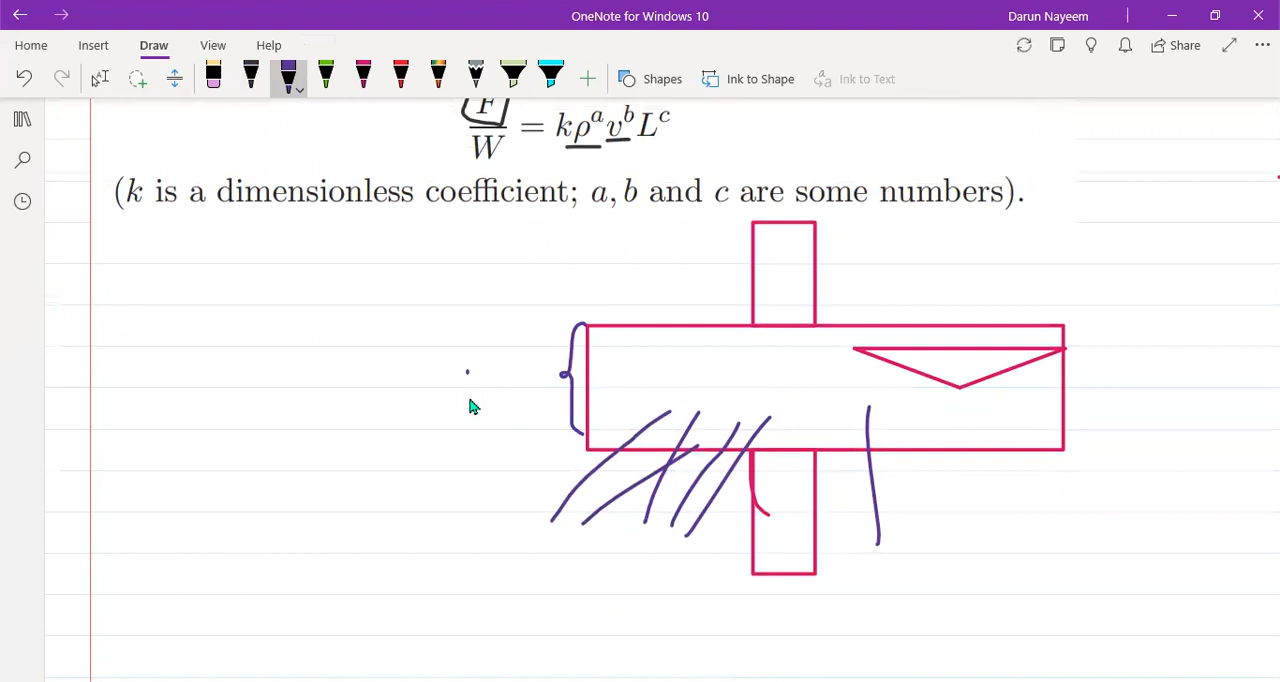 OneNote for Windows 10
Darun Nayeem
Home Insert Draw View Help
Share
Shapes
Ink to Shape
Ink to Text
F/W = kρ^a v^b L^c
(k is a dimensionless coefficient; a, b and c are some numbers).